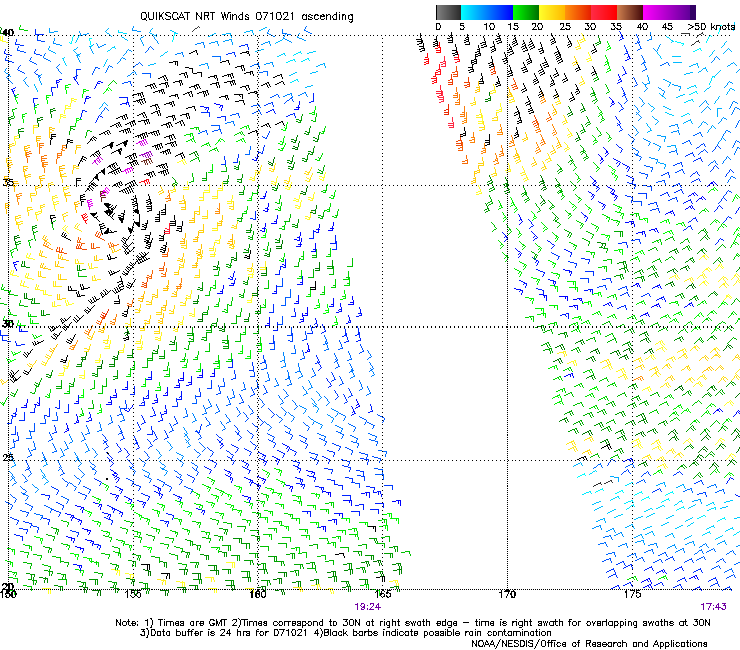 QUIKSCAT NRT Winds 071021 ascending
0 5 10 15 20 25 30 35 40 45 >50 knots
40
35
30
25
20
150 155 160 165 170 175
19:24 17:43
Note: 1) Times are GMT 2)Times correspond to 30N at right swath edge - time is right swath for overlapping swaths at 30N
3)Data buffer is 24 hrs for 071021 4)Black barbs indicate possible rain contamination
NOAA/NESDIS/Office of Research and Applications